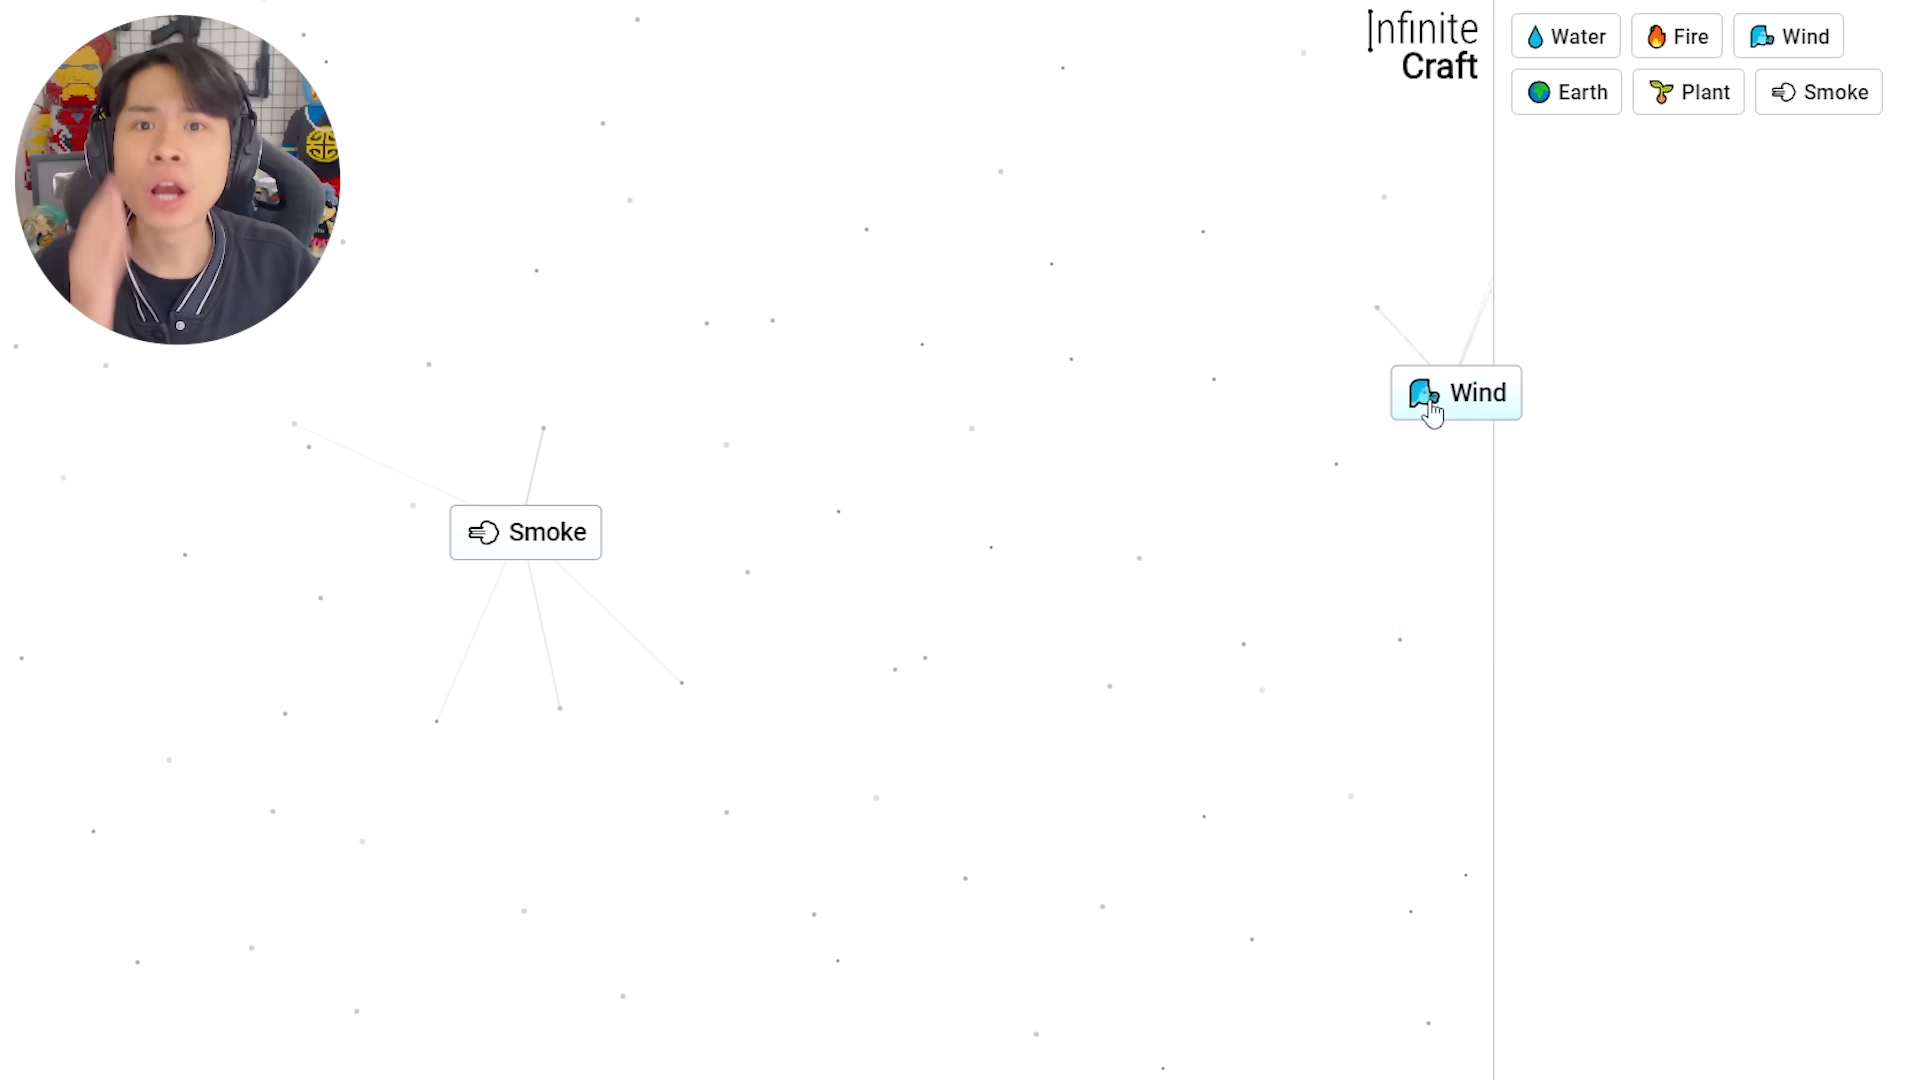 Infinite
Craft
Water
Fire
Wind
Earth
Plant
Smoke
Wind
Smoke